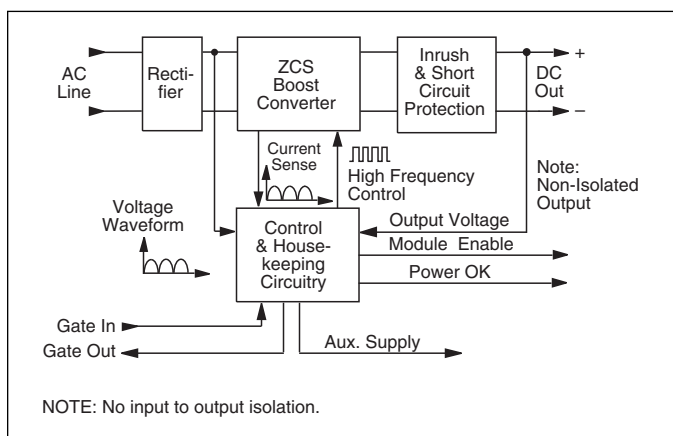 AC
Line
Recti-
fier
ZCS
Boost
Converter
Inrush
& Short
Circuit
Protection
+
DC
Out
–
Current
Sense
High Frequency
Control
Note:
Non-Isolated
Output
Voltage
Waveform
Control
& House-
keeping
Circuitry
Output Voltage
Module Enable
Power OK
Gate In
Gate Out
Aux. Supply
NOTE: No input to output isolation.